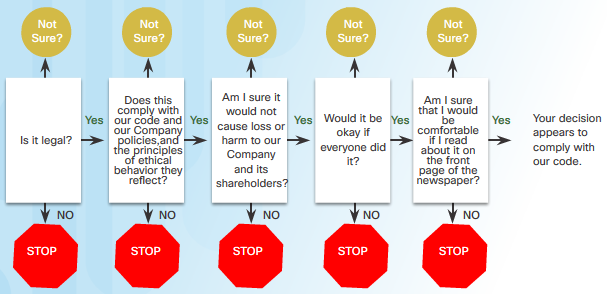 Not
Sure?
Not
Sure?
Not
Sure?
Not
Sure?
Not
Sure?
Is it legal?
Yes
Does this
comply with
our code and
our Company
policies,and
the principles
of ethical
behavior they
reflect?
Yes
Am I sure it
would not
cause loss or
harm to our
Company
and its
shareholders?
Yes
Would it be
okay if
everyone did
it?
Yes
Am I sure
that I would
be
comfortable
if I read
about it on
the front
page of the
newspaper?
Yes
Your decision
appears to
comply with
our code.
NO
NO
NO
NO
NO
STOP
STOP
STOP
STOP
STOP